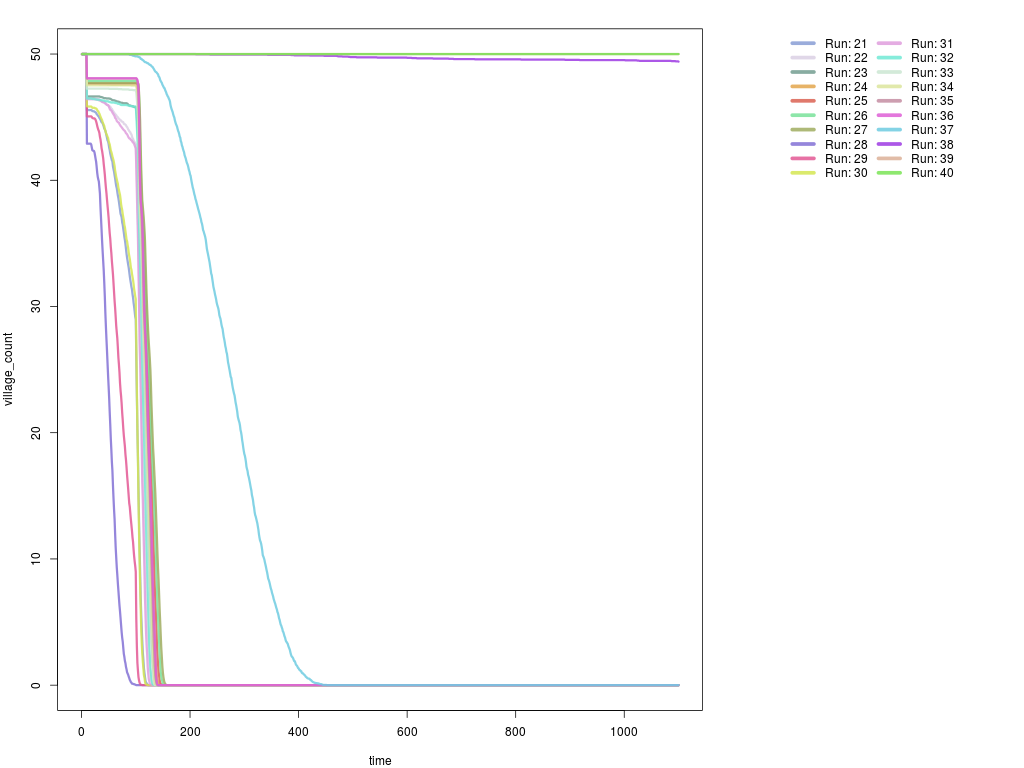 50
40
30
20
10
0
village_count
0 200 400 600 800 1000
time
Run: 21 Run: 31
Run: 22 Run: 32
Run: 23 Run: 33
Run: 24 Run: 34
Run: 25 Run: 35
Run: 26 Run: 36
Run: 27 Run: 37
Run: 28 Run: 38
Run: 29 Run: 39
Run: 30 Run: 40